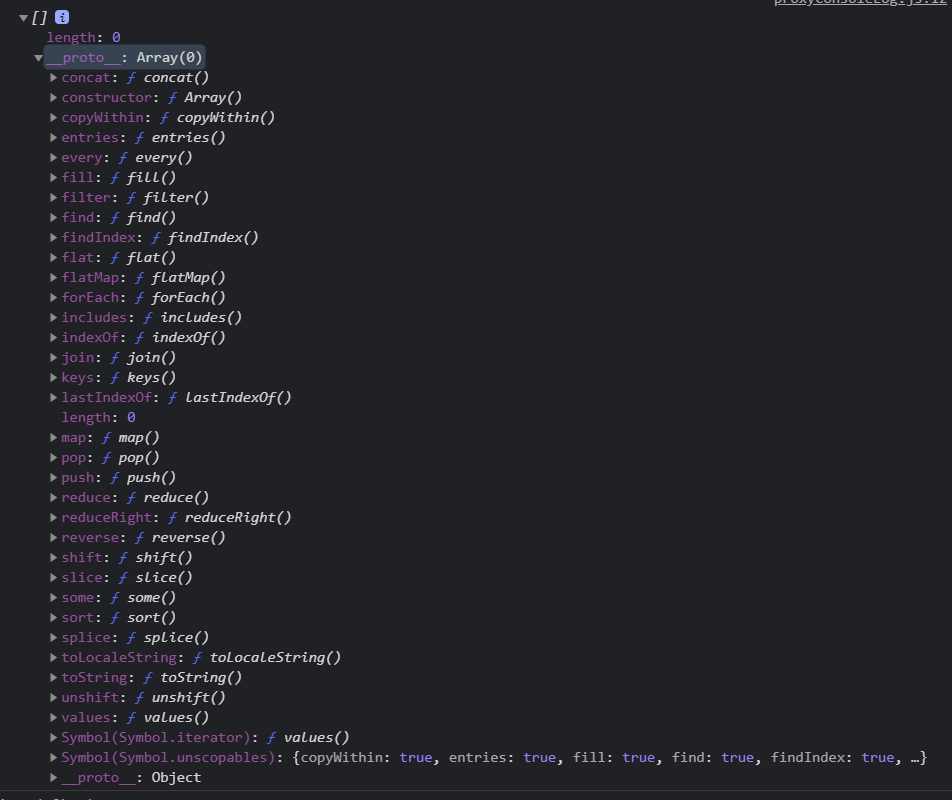 proxyConsoleLog.js:12
[] i
length: 0
__proto__: Array(0)
concat: ƒ concat()
constructor: ƒ Array()
copyWithin: ƒ copyWithin()
entries: ƒ entries()
every: ƒ every()
fill: ƒ fill()
filter: ƒ filter()
find: ƒ find()
findIndex: ƒ findIndex()
flat: ƒ flat()
flatMap: ƒ flatMap()
forEach: ƒ forEach()
includes: ƒ includes()
indexOf: ƒ indexOf()
join: ƒ join()
keys: ƒ keys()
lastIndexOf: ƒ lastIndexOf()
length: 0
map: ƒ map()
pop: ƒ pop()
push: ƒ push()
reduce: ƒ reduce()
reduceRight: ƒ reduceRight()
reverse: ƒ reverse()
shift: ƒ shift()
slice: ƒ slice()
some: ƒ some()
sort: ƒ sort()
splice: ƒ splice()
toLocaleString: ƒ toLocaleString()
toString: ƒ toString()
unshift: ƒ unshift()
values: ƒ values()
Symbol(Symbol.iterator): ƒ values()
Symbol(Symbol.unscopables): {copyWithin: true, entries: true, fill: true, find: true, findIndex: true, …}
__proto__: Object